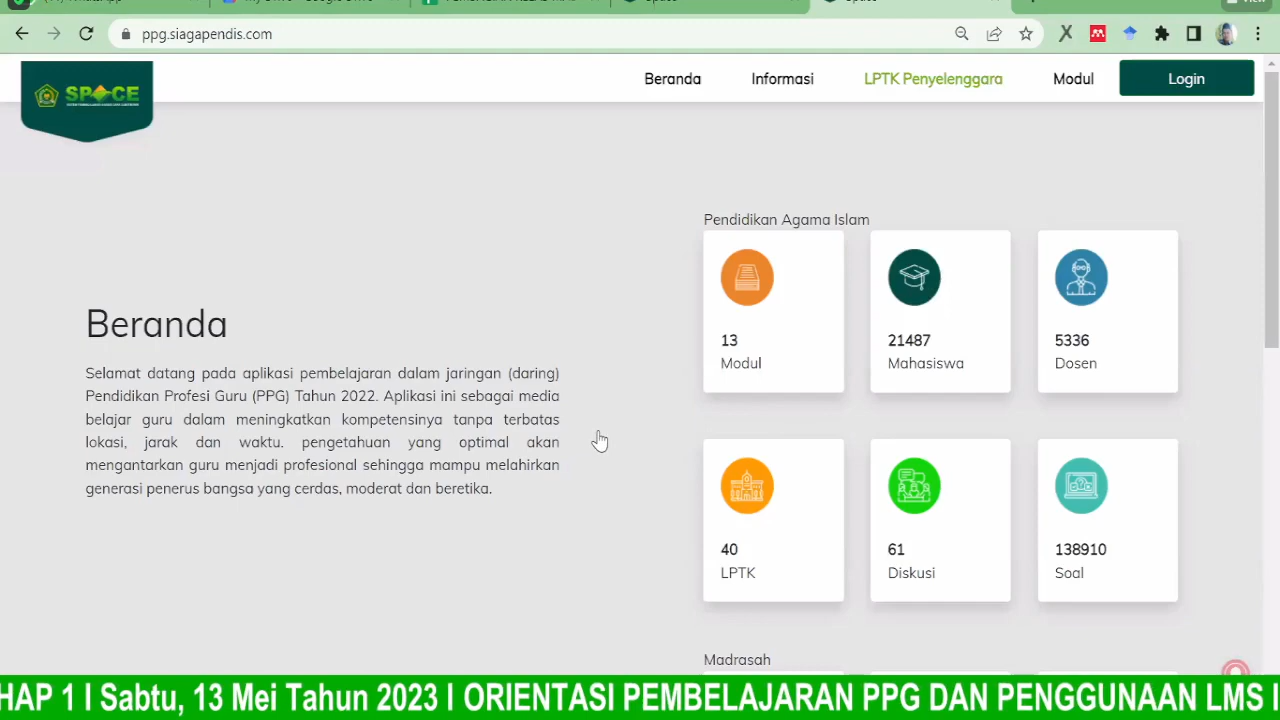 ppg.siagapendis.com
SPACE
Beranda
Informasi
LPTK Penyelenggara
Modul
Login
Beranda
Selamat datang pada aplikasi pembelajaran dalam jaringan (daring)
Pendidikan Profesi Guru (PPG) Tahun 2022. Aplikasi ini sebagai media
belajar guru dalam meningkatkan kompetensinya tanpa terbatas
lokasi, jarak dan waktu. pengetahuan yang optimal akan
mengantarkan guru menjadi profesional sehingga mampu melahirkan
generasi penerus bangsa yang cerdas, moderat dan beretika.
Pendidikan Agama Islam
13
Modul
21487
Mahasiswa
5336
Dosen
40
LPTK
61
Diskusi
138910
Soal
Madrasah
HAP 1 I Sabtu, 13 Mei Tahun 2023 I ORIENTASI PEMBELAJARAN PPG DAN PENGGUNAAN LMS I